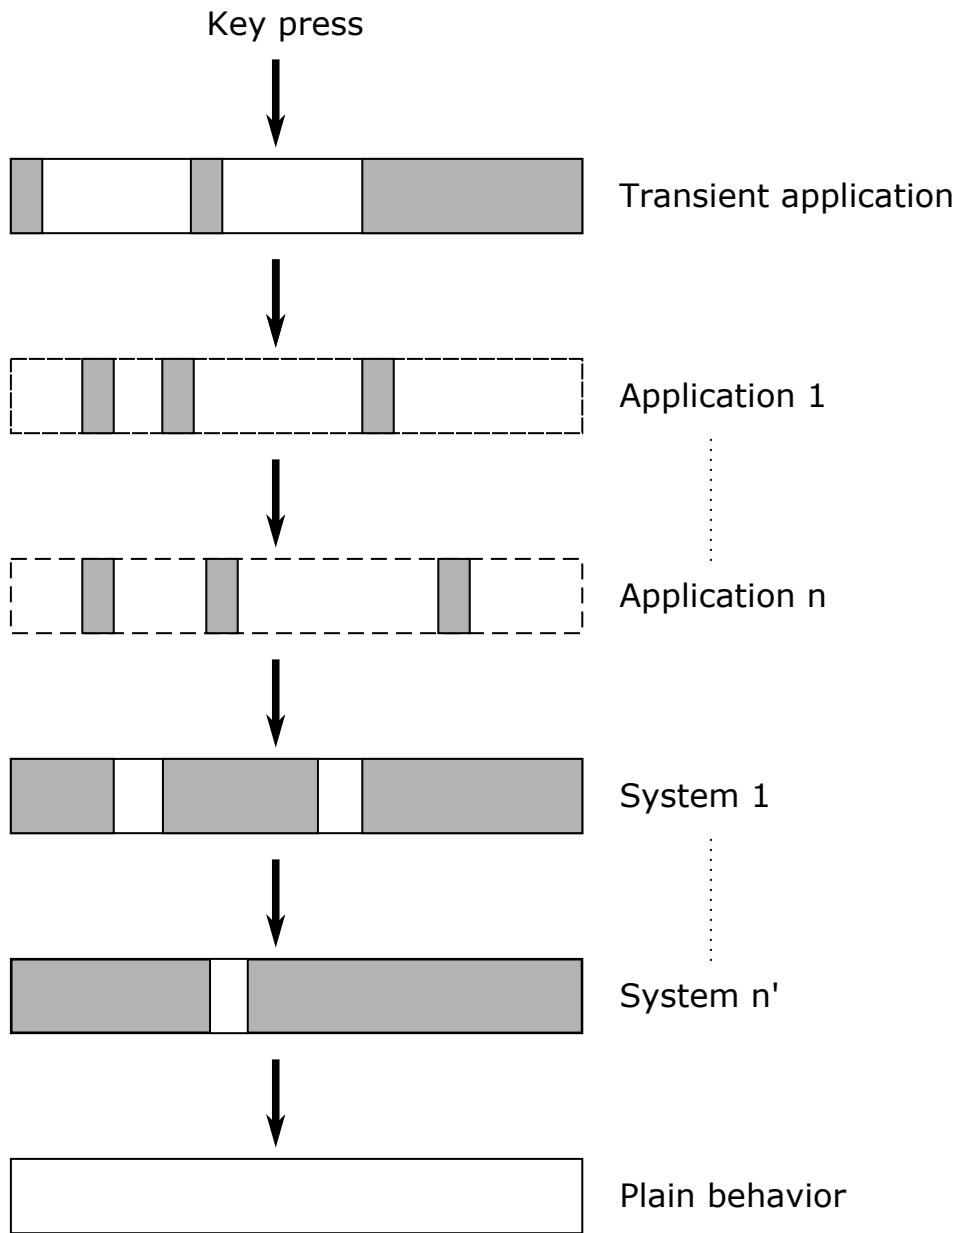 Key press
Transient application
Application 1
Application n
System 1
System n'
Plain behavior